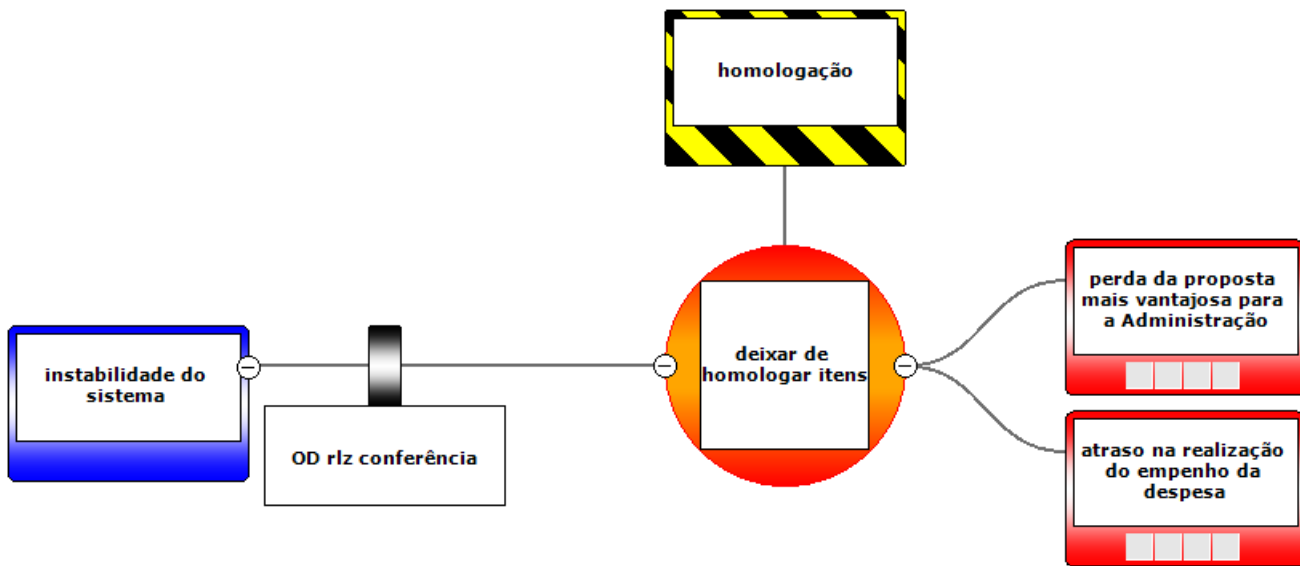 homologação
instabilidade do
sistema
OD rlz conferência
deixar de
homologar itens
perda da proposta
mais vantajosa para
a Administração
atraso na realização
do empenho da
despesa